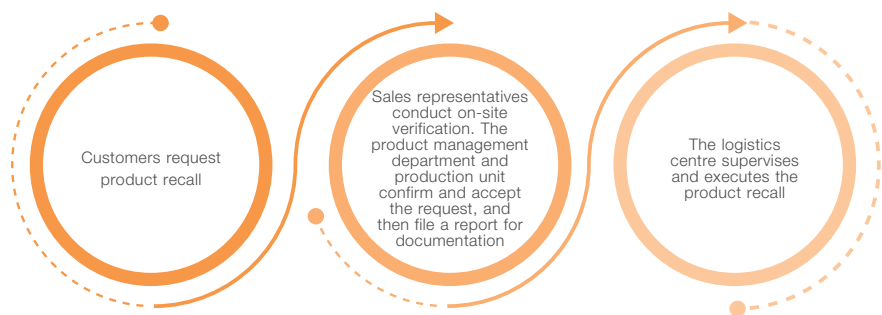 Customers request
product recall
Sales representatives
conduct on-site
verification. The
product management
department and
production unit
confirm and accept
the request, and
then file a report for
documentation
The logistics
centre supervises
and executes the
product recall